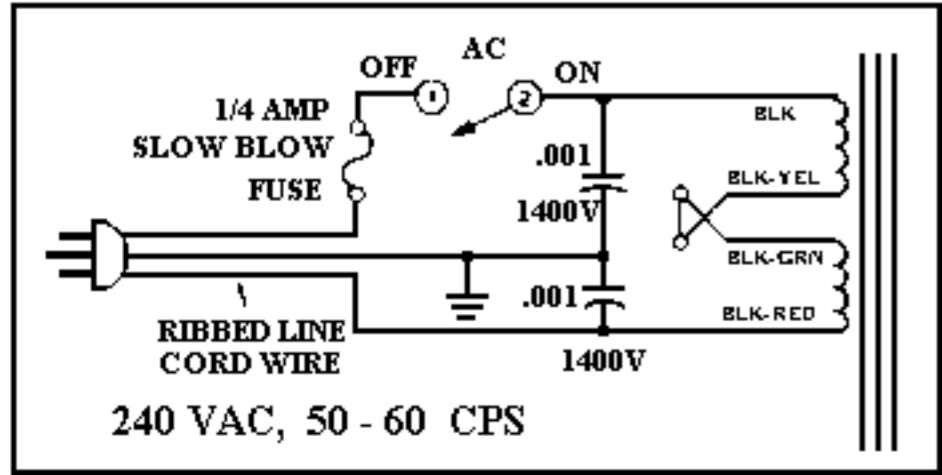 AC
OFF
ON
1
2
1/4 AMP
SLOW BLOW
FUSE
BLK
.001
1400V
BLK-YEL
BLK-GRN
.001
1400V
BLK-RED
RIBBED LINE
CORD WIRE
240 VAC, 50 - 60 CPS